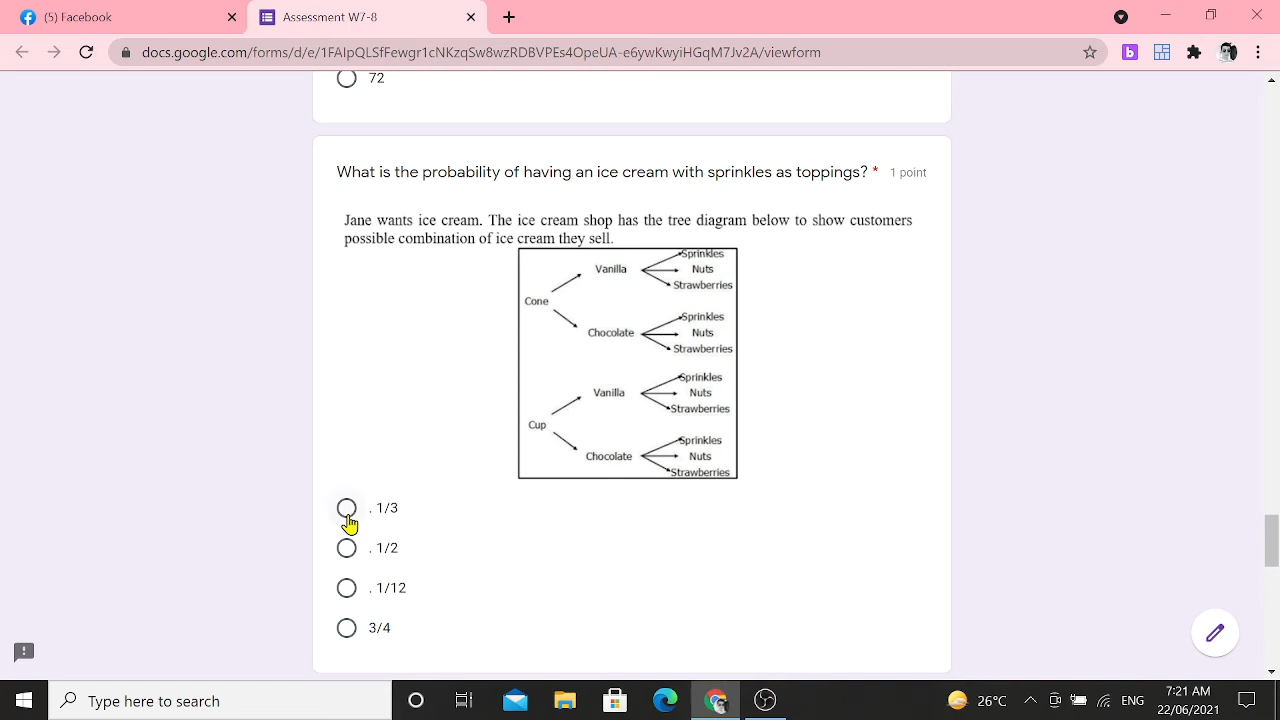 (5) Facebook
Assessment W7-8
docs.google.com/forms/d/e/1FAIpQLSfFewgr1cNKzqSw8wzRDBVPEs4OpeUA-e6ywKwyiHGqM7Jv2A/viewform
72
What is the probability of having an ice cream with sprinkles as toppings? * 1 point
Jane wants ice cream. The ice cream shop has the tree diagram below to show customers
possible combination of ice cream they sell.
Sprinkles
Vanilla Nuts
Strawberries
Cone
Sprinkles
Chocolate Nuts
Strawberries
Sprinkles
Vanilla Nuts
Strawberries
Cup
Sprinkles
Chocolate Nuts
Strawberries
. 1/3
. 1/2
. 1/12
3/4
Type here to search
26°C
ENG
7:21 AM
22/06/2021